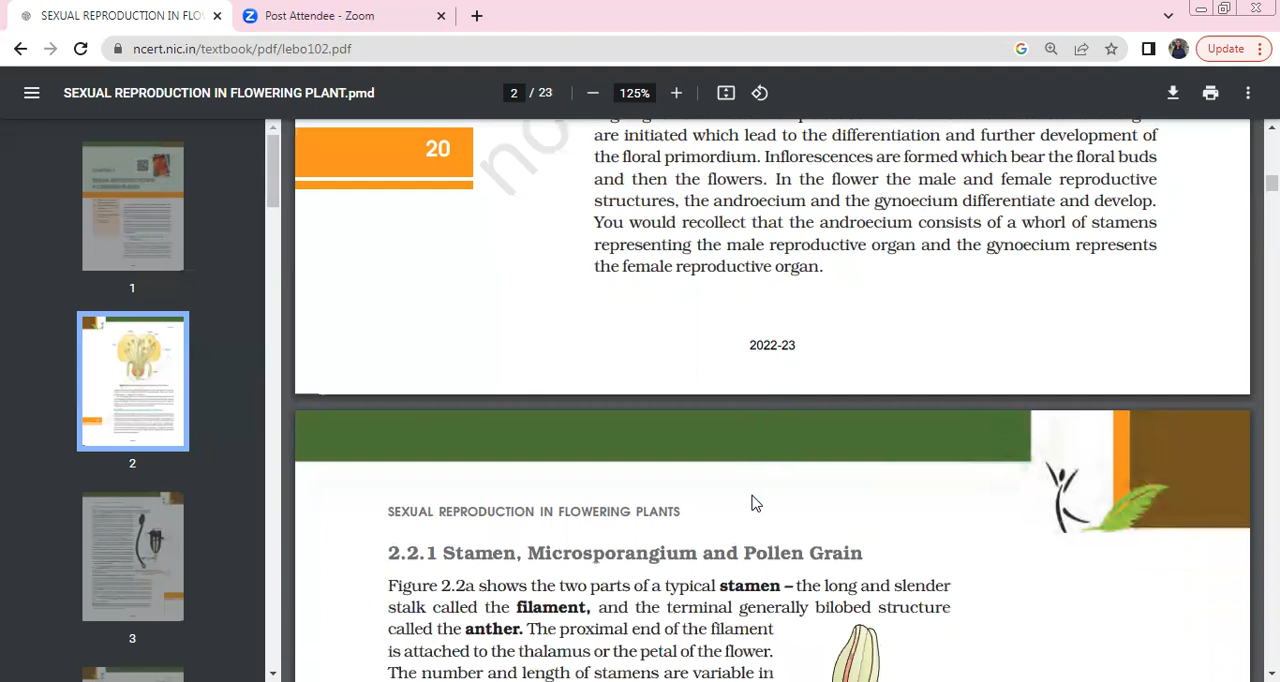 SEXUAL REPRODUCTION IN FLO
Post Attendee - Zoom
ncert.nic.in/textbook/pdf/lebo102.pdf
Update
SEXUAL REPRODUCTION IN FLOWERING PLANT.pmd
2 / 23
125%
1
2
3
20
no
are initiated which lead to the differentiation and further development of
the floral primordium. Inflorescences are formed which bear the floral buds
and then the flowers. In the flower the male and female reproductive
structures, the androecium and the gynoecium differentiate and develop.
You would recollect that the androecium consists of a whorl of stamens
representing the male reproductive organ and the gynoecium represents
the female reproductive organ.
2022-23
SEXUAL REPRODUCTION IN FLOWERING PLANTS
2.2.1 Stamen, Microsporangium and Pollen Grain
Figure 2.2a shows the two parts of a typical stamen – the long and slender
stalk called the filament, and the terminal generally bilobed structure
called the anther. The proximal end of the filament
is attached to the thalamus or the petal of the flower.
The number and length of stamens are variable in